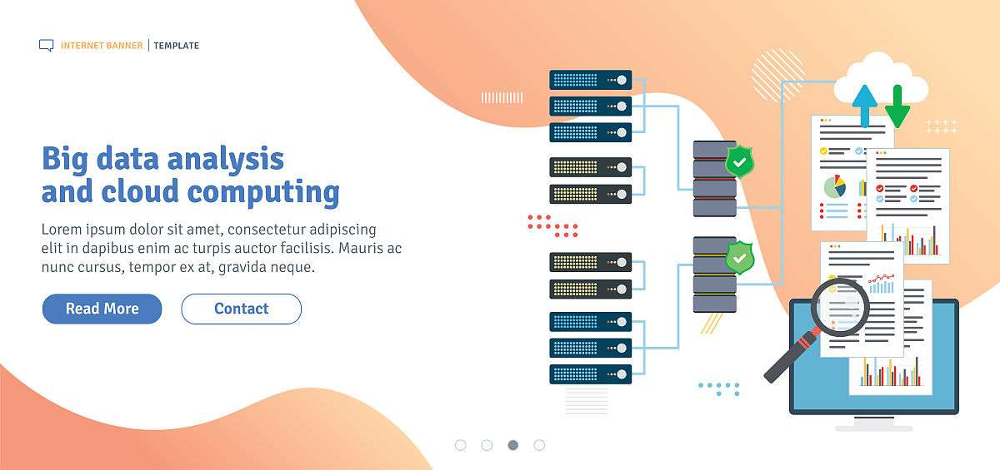 INTERNET BANNER | TEMPLATE
Big data analysis
and cloud computing
Lorem ipsum dolor sit amet, consectetur adipiscing
elit in dapibus enim ac turpis auctor facilisis. Mauris ac
nunc cursus, tempor ex at, gravida neque.
Read More
Contact